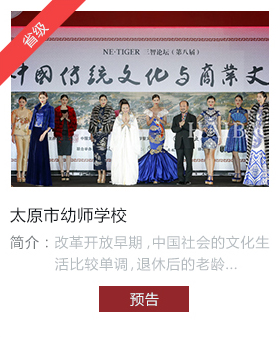 省级
NE·TIGER 三智论坛（第八届）
中国传统文化与商业文
太原市幼师学校
简介：改革开放早期,中国社会的文化生
活比较单调,退休后的老龄...
预告